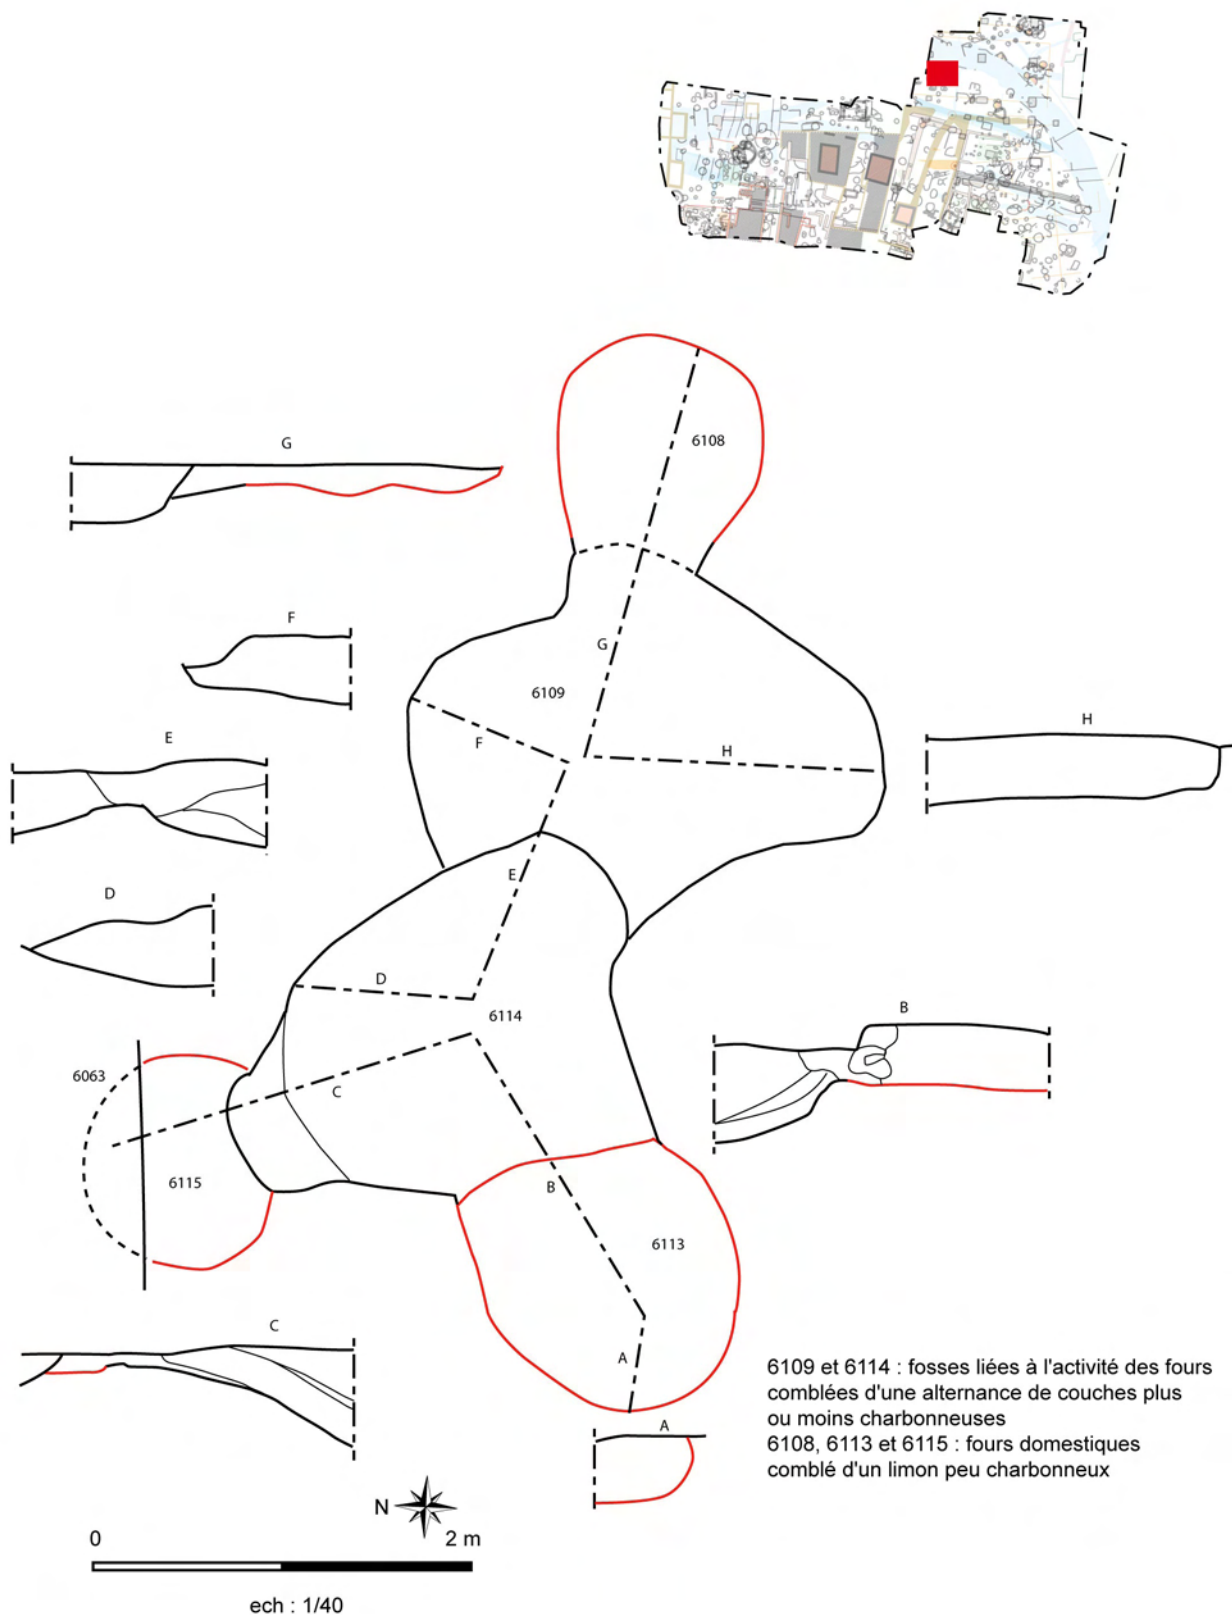 6108
G
G
F
6109
F
H
H
E
E
D
D
6114
B
6063
C
6115
B
6113
C
A
A
6109 et 6114 : fosses liées à l'activité des fours
comblées d'une alternance de couches plus
ou moins charbonneuses
6108, 6113 et 6115 : fours domestiques
comblé d'un limon peu charbonneux
N
0 2 m
ech : 1/40